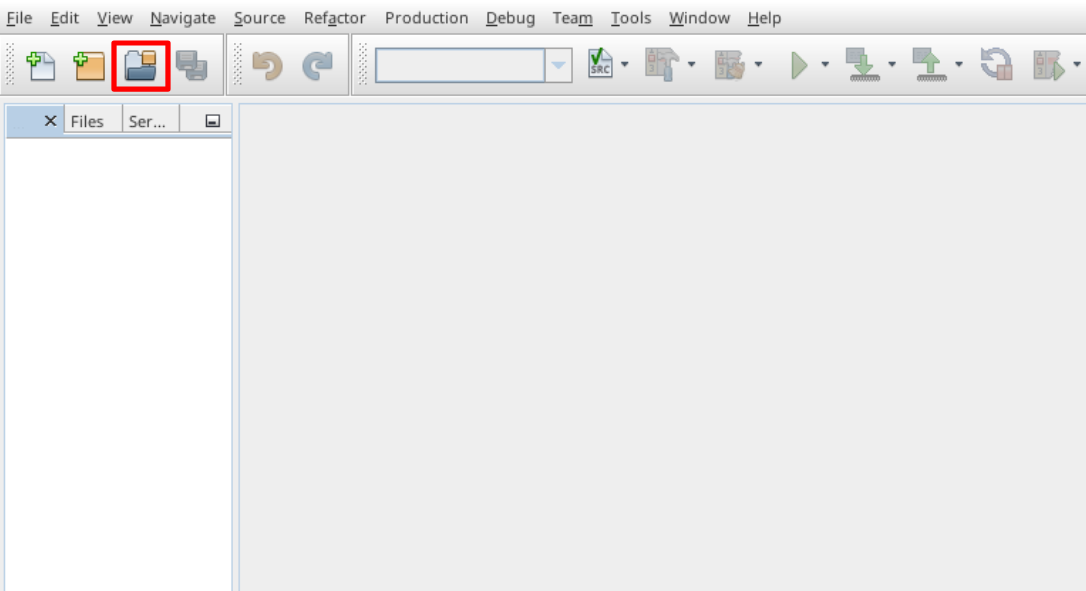 File Edit View Navigate Source Refactor Production Debug Team Tools Window Help
SRC
Files Ser...